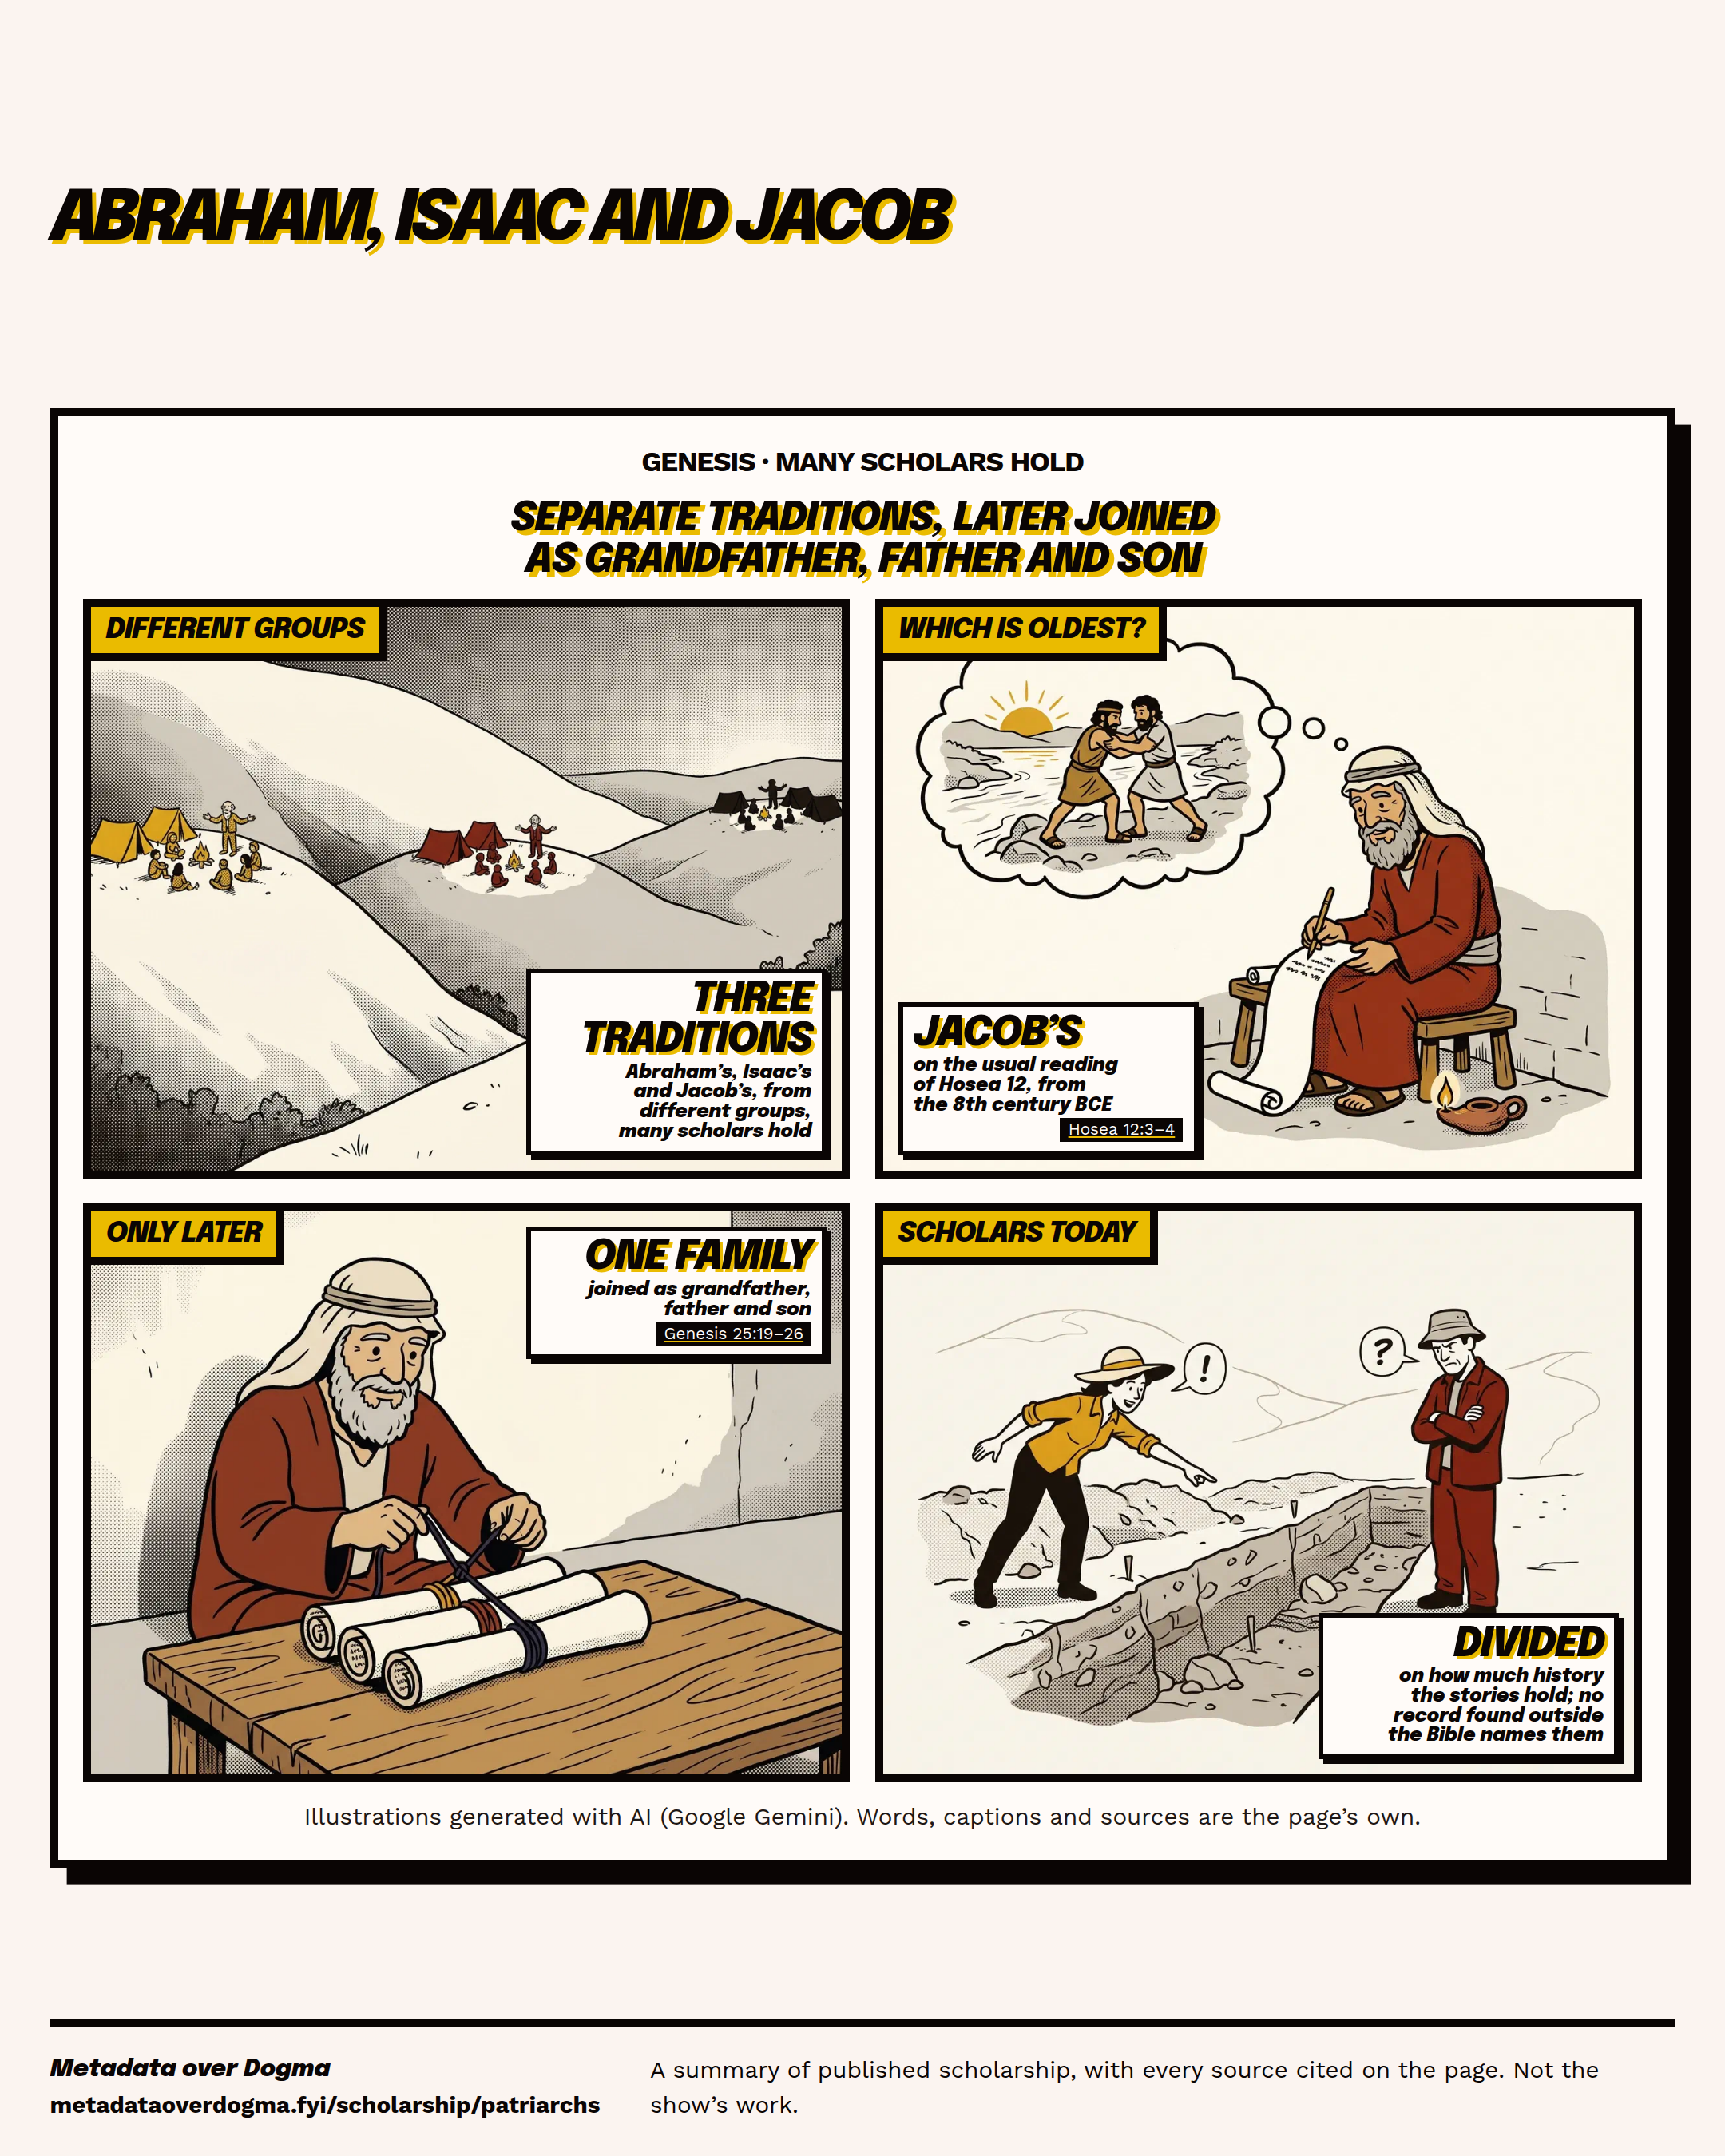 ABRAHAM, ISAAC AND JACOB
GENESIS · MANY SCHOLARS HOLD
SEPARATE TRADITIONS, LATER JOINED
AS GRANDFATHER, FATHER AND SON
DIFFERENT GROUPS
THREE
TRADITIONS
Abraham’s, Isaac’s
and Jacob’s, from
different groups,
many scholars hold
WHICH IS OLDEST?
JACOB’S
on the usual reading
of Hosea 12, from
the 8th century BCE
Hosea 12:3–4
ONLY LATER
ONE FAMILY
joined as grandfather,
father and son
Genesis 25:19–26
SCHOLARS TODAY
!
?
DIVIDED
on how much history
the stories hold; no
record found outside
the Bible names them
Illustrations generated with AI (Google Gemini). Words, captions and sources are the page’s own.
Metadata over Dogma
metadataoverdogma.fyi/scholarship/patriarchs
A summary of published scholarship, with every source cited on the page. Not the
show’s work.